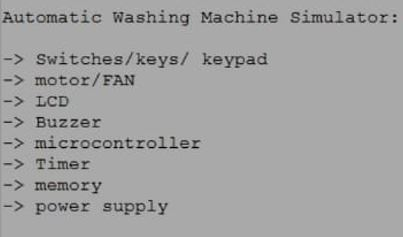 Automatic Washing Machine Simulator:
-> Switches/keys/ keypad
-> motor/FAN
-> LCD
-> Buzzer
-> microcontroller
-> Timer
-> memory
-> power supply